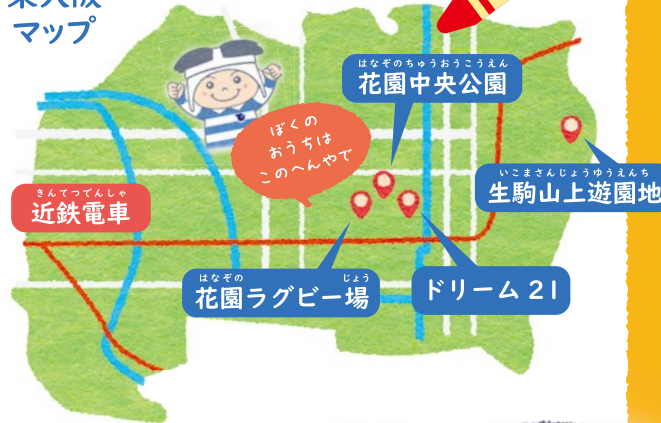 東大阪
マップ
はなぞのちゅうおうこうえん
花園中央公園
ぼくの
おうちは
このへんやで
いこまさんじょうゆうえんち
生駒山上遊園地
きんてつでんしゃ
近鉄電車
はなぞの じょう
花園ラグビー場
ドリーム21